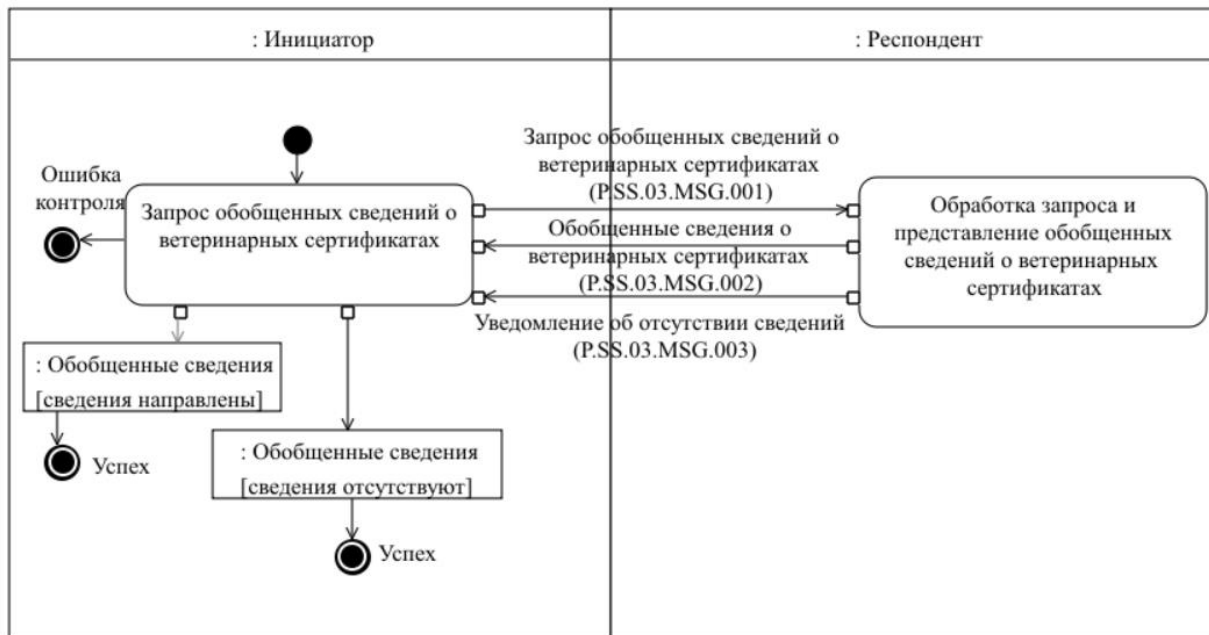 : Инициатор
: Респондент
Запрос обобщенных сведений о
ветеринарных сертификатах
(P.SS.03.MSG.001)
Ошибка
контроля
Запрос обобщенных сведений о
ветеринарных сертификатах
Обобщенные сведения о
ветеринарных сертификатах
(P.SS.03.MSG.002)
Обработка запроса и
представление обобщенных
сведений о ветеринарных
сертификатах
Уведомление об отсутствии сведений
(P.SS.03.MSG.003)
: Обобщенные сведения
[сведения направлены]
Успех
: Обобщенные сведения
[сведения отсутствуют]
Успех